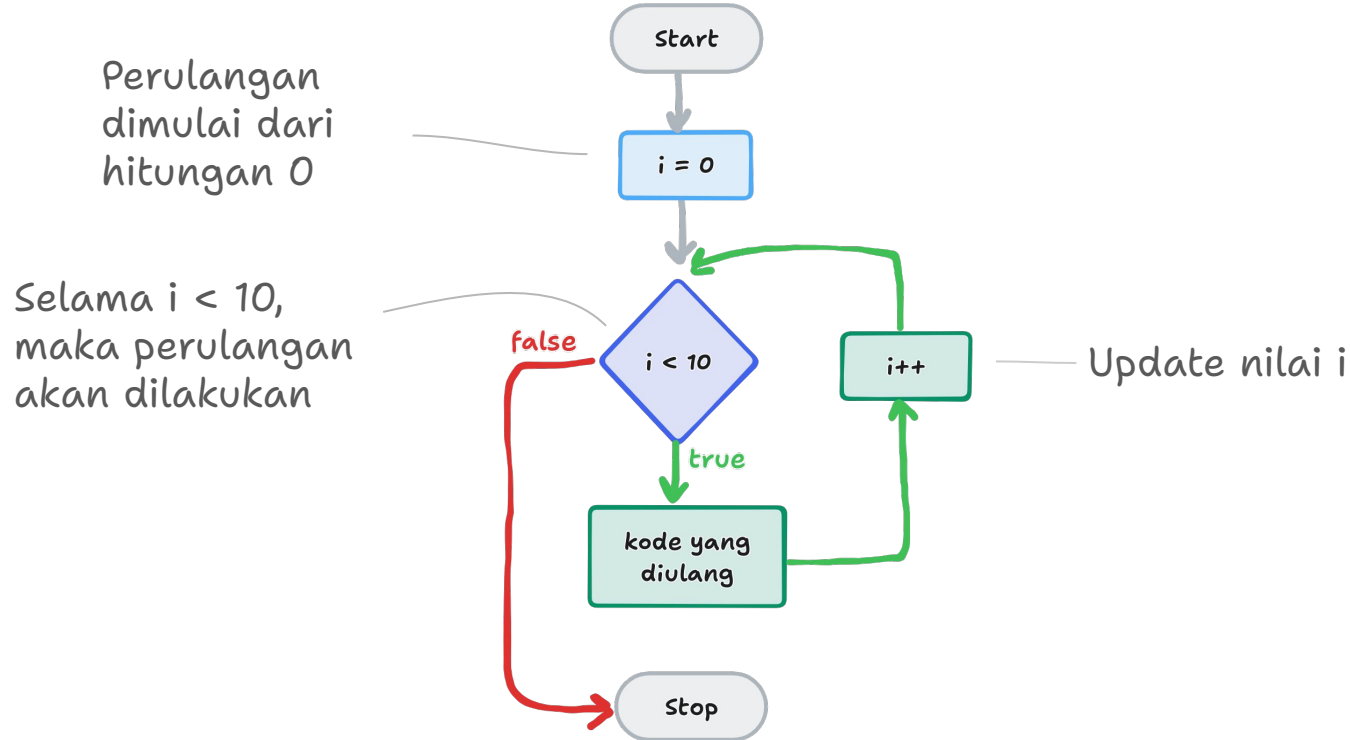 Start
Perulangan
dimulai dari
hitungan 0
i = 0
Selama i < 10,
maka perulangan
akan dilakukan
false
i < 10
i++
Update nilai i
true
kode yang
diulang
Stop